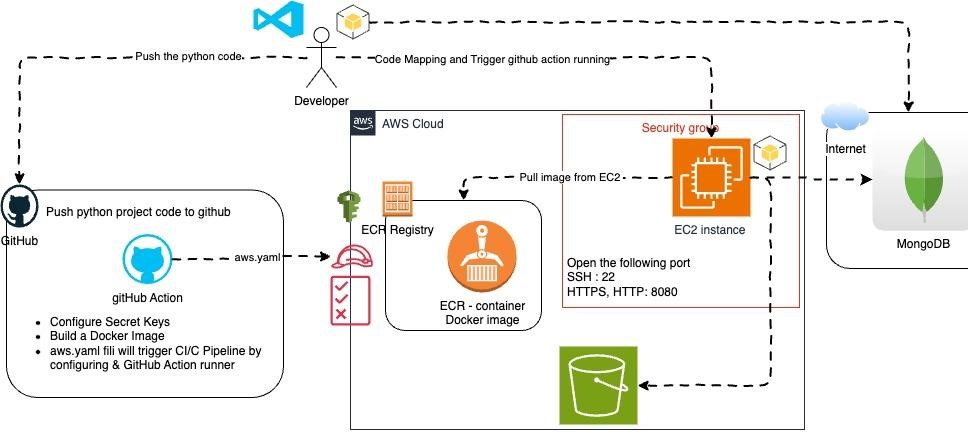 Push the python code
Code Mapping and Trigger github action running
Developer
aws
AWS Cloud
Security group
Internet
MongoDB
GitHub
Push python project code to github
gitHub Action
aws.yaml
• Configure Secret Keys
• Build a Docker Image
• aws.yaml fili will trigger CI/C Pipeline by
configuring & GitHub Action runner
ECR Registry
ECR - container
Docker image
Pull image from EC2
EC2 instance
Open the following port
SSH : 22
HTTPS, HTTP: 8080